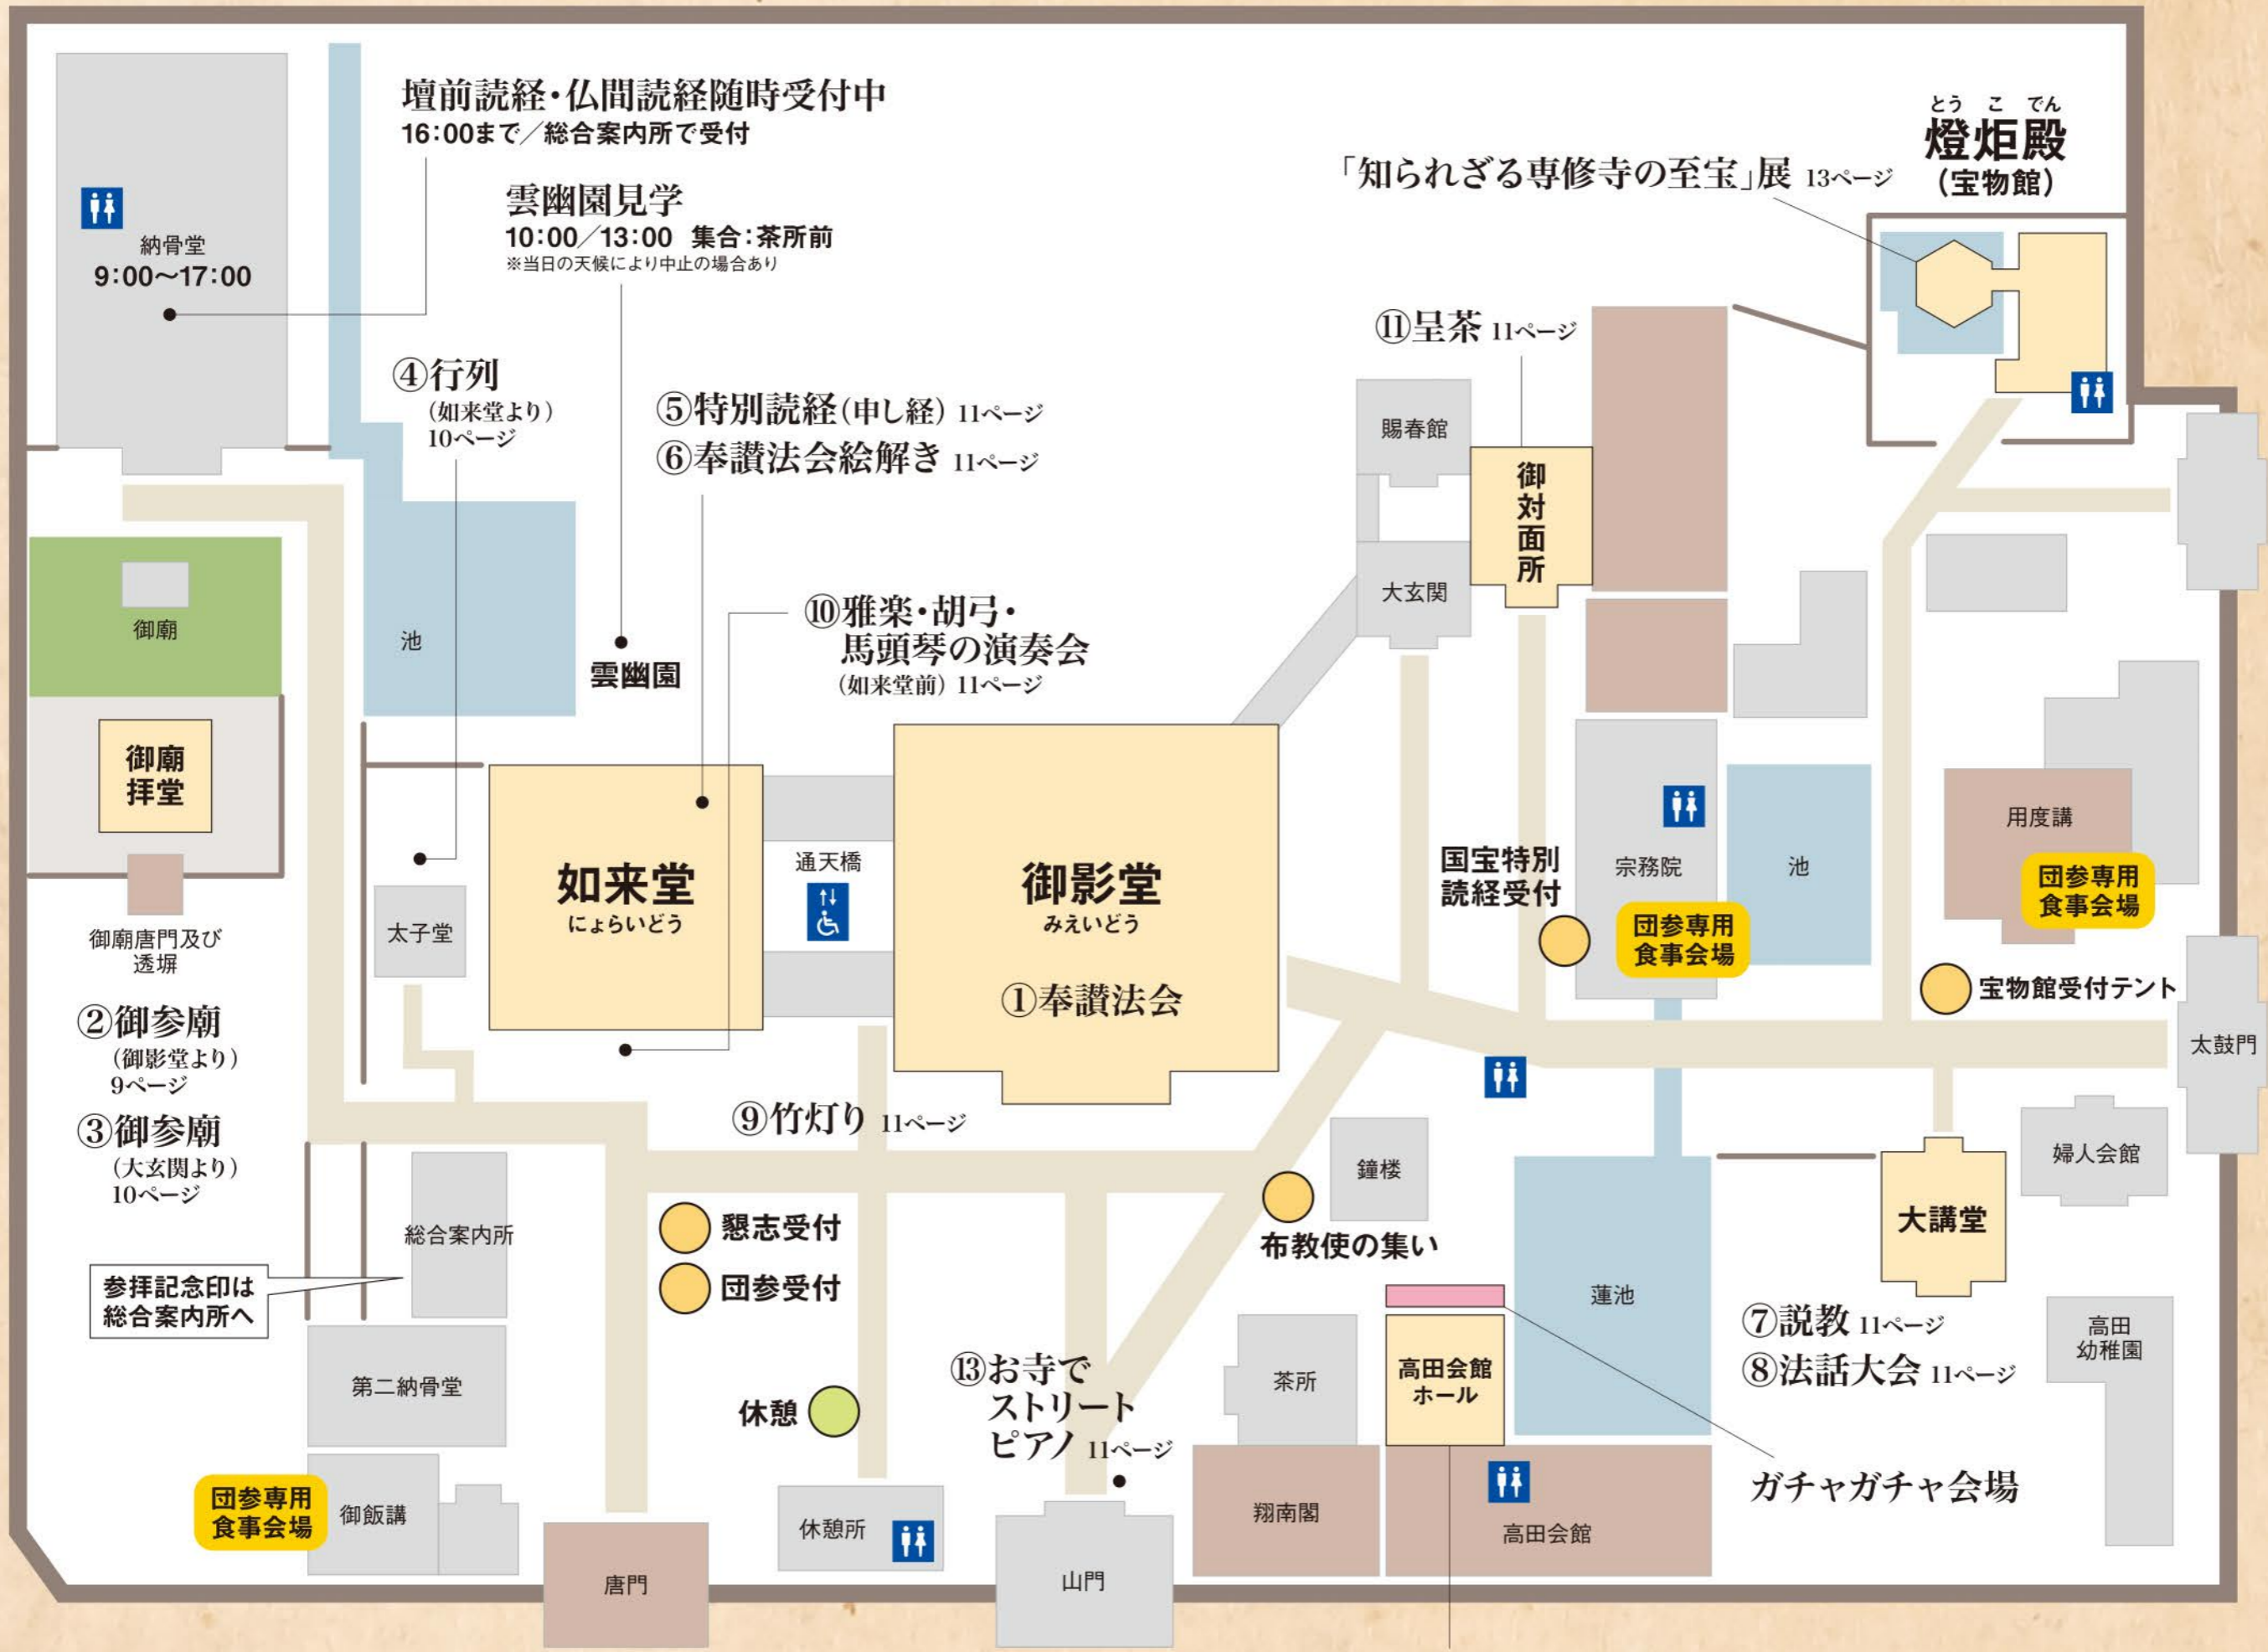 壇前読経・仏間読経随時受付中
16:00まで／総合案内所で受付
雲幽園見学
10:00／13:00 集合：茶所前
※当日の天候により中止の場合あり
納骨堂
9:00〜17:00
「知られざる専修寺の至宝」展 13ページ
とうこでん
燈炬殿
（宝物館）
④行列
（如来堂より）
10ページ
⑤特別読経（申し経） 11ページ
⑥奉讃法会絵解き 11ページ
⑪呈茶 11ページ
賜春館
御対面所
大玄関
御廟
池
雲幽園
⑩雅楽・胡弓・
馬頭琴の演奏会
（如来堂前） 11ページ
御廟
拝堂
御廟唐門及び
透塀
太子堂
如来堂
にょらいどう
通天橋
御影堂
みえいどう
①奉讃法会
国宝特別
読経受付
宗務院
団参専用
食事会場
池
用度講
団参専用
食事会場
宝物館受付テント
太鼓門
②御参廟
（御影堂より）
9ページ
③御参廟
（大玄関より）
10ページ
⑨竹灯り 11ページ
総合案内所
参拝記念印は
総合案内所へ
懇志受付
団参受付
鐘楼
布教使の集い
蓮池
大講堂
婦人会館
第二納骨堂
休憩
⑬お寺で
ストリート
ピアノ 11ページ
茶所
高田会館
ホール
⑦説教 11ページ
⑧法話大会 11ページ
高田
幼稚園
ガチャガチャ会場
団参専用
食事会場
御飯講
唐門
休憩所
山門
翔南閣
高田会館